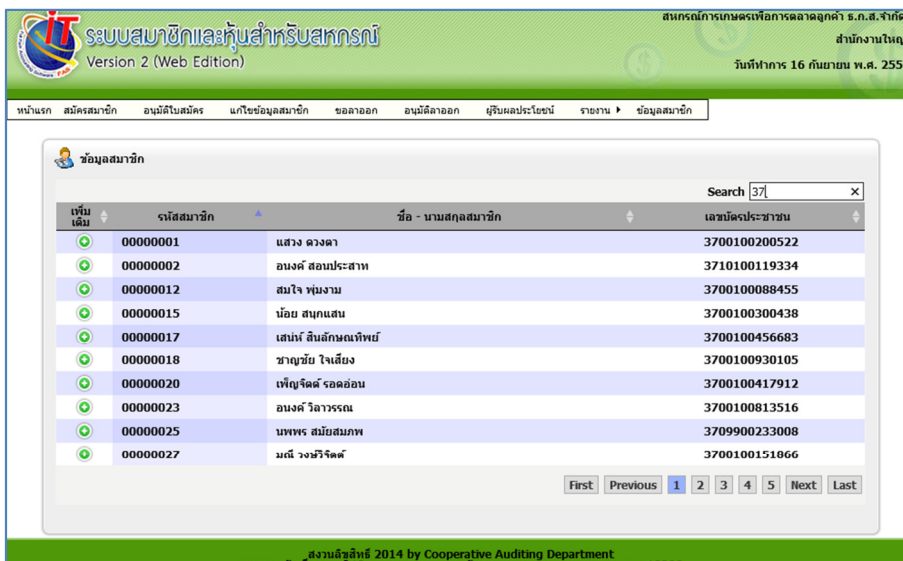 สหกรณ์การเกษตรเพื่อการตลาดลูกค้า ธ.ก.ส.จำกัด
iT
ระบบสมาชิกและหุ้นสำหรับสหกรณ์
สำนักงานใหญ่
Version 2 (Web Edition)
วันที่ทำการ 16 กันยายน พ.ศ. 255
หน้าแรก สมัครสมาชิก อนุมัติใบสมัคร แก้ไขข้อมูลสมาชิก ขอลาออก อนุมัติลาออก ผู้รับผลประโยชน์ รายงาน ข้อมูลสมาชิก
ข้อมูลสมาชิก
Search 37
เพิ่มเติม รหัสสมาชิก ชื่อ - นามสกุลสมาชิก เลขบัตรประชาชน
00000001 แสวง ดวงตา 3700100200522
00000002 อนงค์ สอนประสาท 3710100119334
00000012 สมใจ พุ่มงาม 3700100088455
00000015 น้อย สนุกแสน 3700100300438
00000017 เสน่ห์ สินลักษณทิพย์ 3700100456683
00000018 ชาญชัย ใจเสียง 3700100930105
00000020 เพ็ญจิตต์ รอดอ่อน 3700100417912
00000023 อนงค์ วิลาวรรณ 3700100813516
00000025 นพพร สมัยสมภพ 3709900233008
00000027 มณี วงษ์วิจิตต์ 3700100151866
First Previous 1 2 3 4 5 Next Last
สงวนลิขสิทธิ์ 2014 by Cooperative Auditing Department